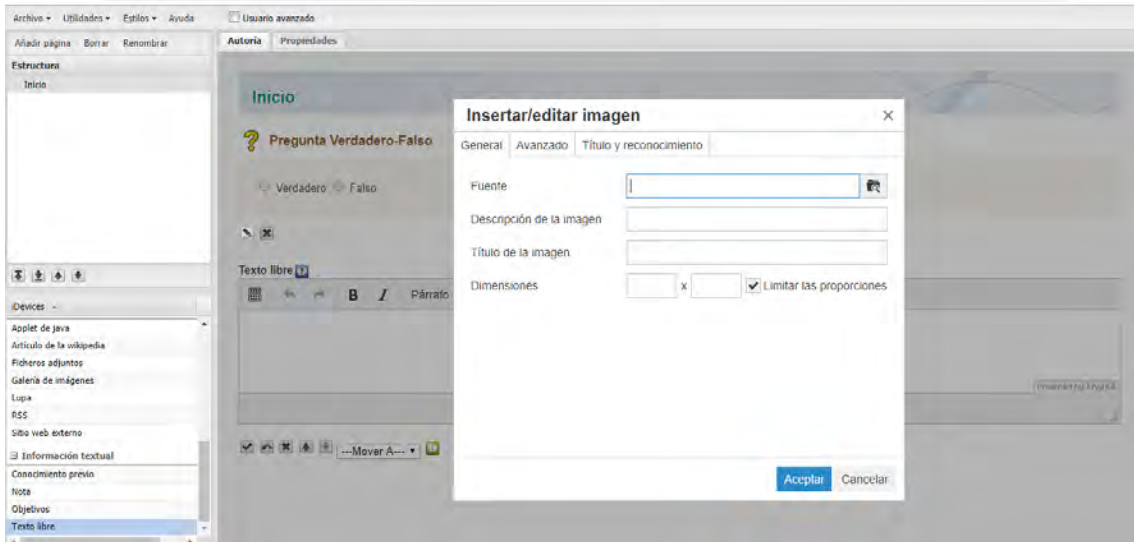 Archivo Utilidades Estilos Ayuda
Usuario avanzado
Añadir página Borrar Renombrar
Autoría Propiedades
Estructura
Inicio
Inicio
Pregunta Verdadero-Falso
Verdadero Falso
Texto libre
B I Párrafo
---Mover A---
iDevices
Applet de java
Artículo de la wikipedia
Ficheros adjuntos
Galería de imágenes
Lupa
RSS
Sitio web externo
Información textual
Conocimiento previo
Nota
Objetivos
Texto libre
Insertar/editar imagen
General Avanzado Título y reconocimiento
Fuente
Descripción de la imagen
Título de la imagen
Dimensiones x Limitar las proporciones
Aceptar Cancelar